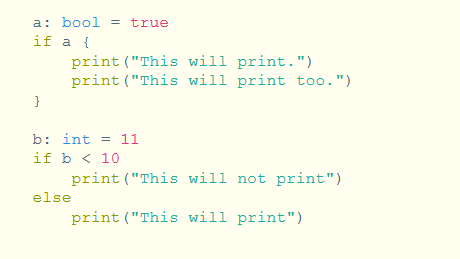 a: bool = true
if a {
    print("This will print.")
    print("This will print too.")
}

b: int = 11
if b < 10
    print("This will not print")
else
    print("This will print")